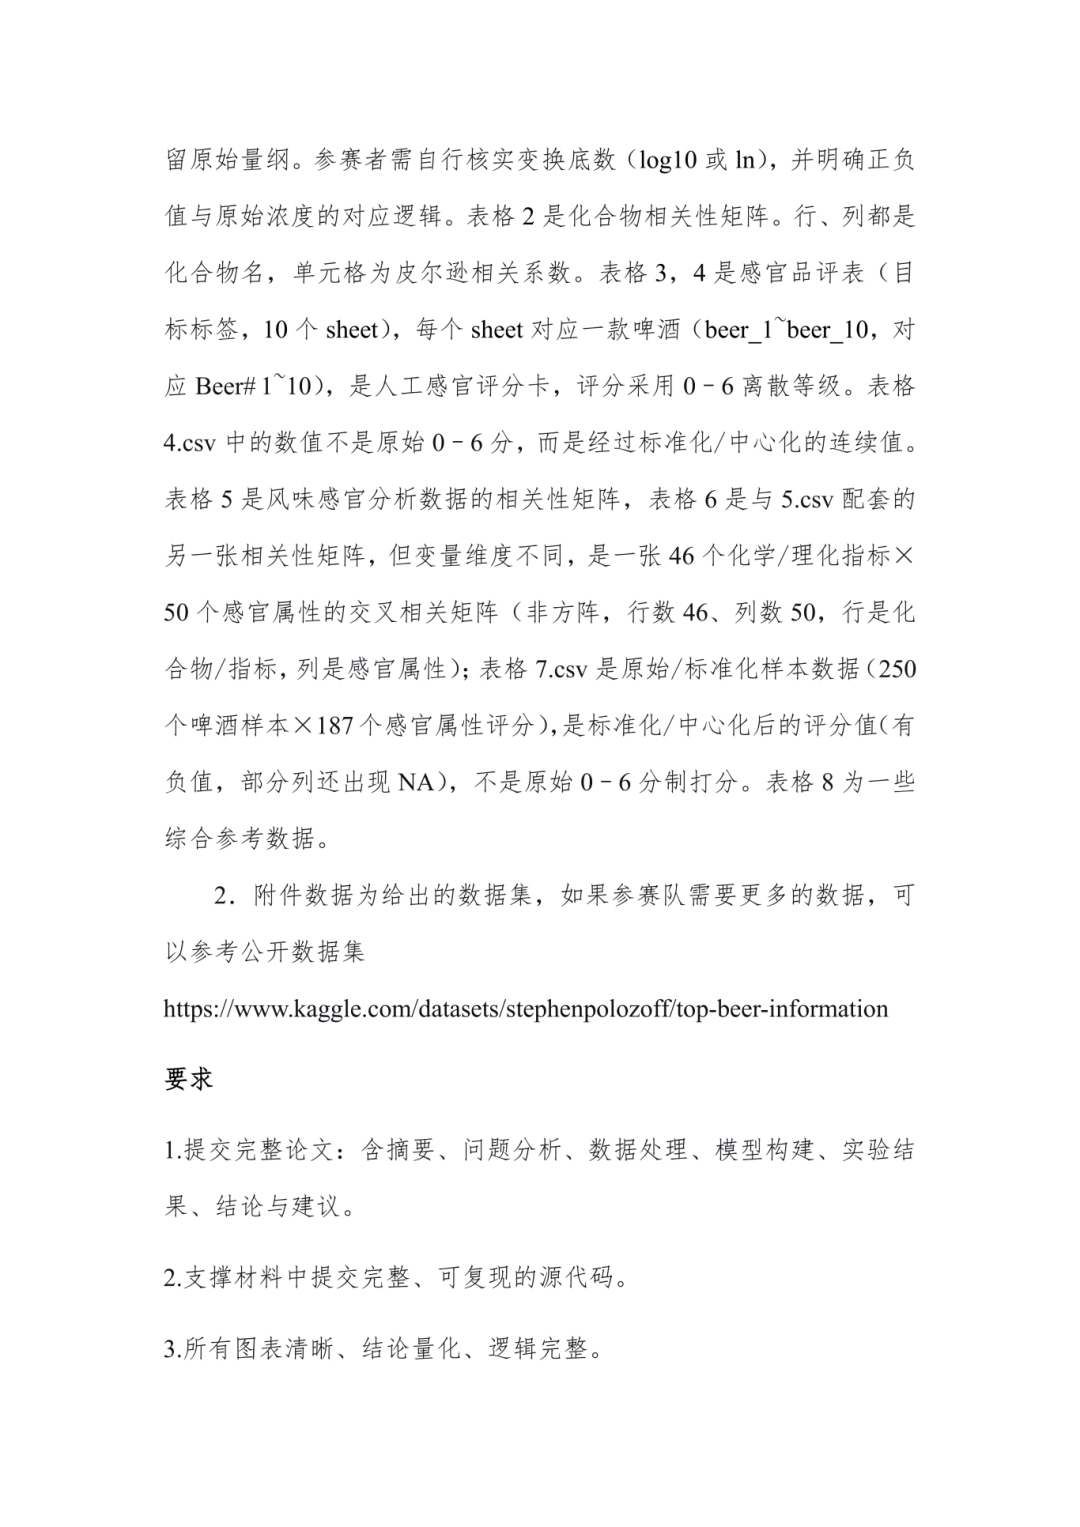 留原始量纲。参赛者需自行核实变换底数（log10 或 ln），并明确正负
值与原始浓度的对应逻辑。表格 2 是化合物相关性矩阵。行、列都是
化合物名，单元格为皮尔逊相关系数。表格 3，4 是感官品评表（目
标标签，10 个 sheet），每个 sheet 对应一款啤酒（beer_1~beer_10，对
应 Beer# 1~10），是人工感官评分卡，评分采用 0－6 离散等级。表格
4.csv 中的数值不是原始 0－6 分，而是经过标准化/中心化的连续值。
表格 5 是风味感官分析数据的相关性矩阵，表格 6 是与 5.csv 配套的
另一张相关性矩阵，但变量维度不同，是一张 46 个化学/理化指标×
50 个感官属性的交叉相关矩阵（非方阵，行数 46、列数 50，行是化
合物/指标，列是感官属性）；表格 7.csv 是原始/标准化样本数据（250
个啤酒样本×187 个感官属性评分），是标准化/中心化后的评分值（有
负值，部分列还出现 NA），不是原始 0－6 分制打分。表格 8 为一些
综合参考数据。
2．附件数据为给出的数据集，如果参赛队需要更多的数据，可
以参考公开数据集
https://www.kaggle.com/datasets/stephenpolozoff/top-beer-information
要求
1.提交完整论文：含摘要、问题分析、数据处理、模型构建、实验结
果、结论与建议。
2.支撑材料中提交完整、可复现的源代码。
3.所有图表清晰、结论量化、逻辑完整。